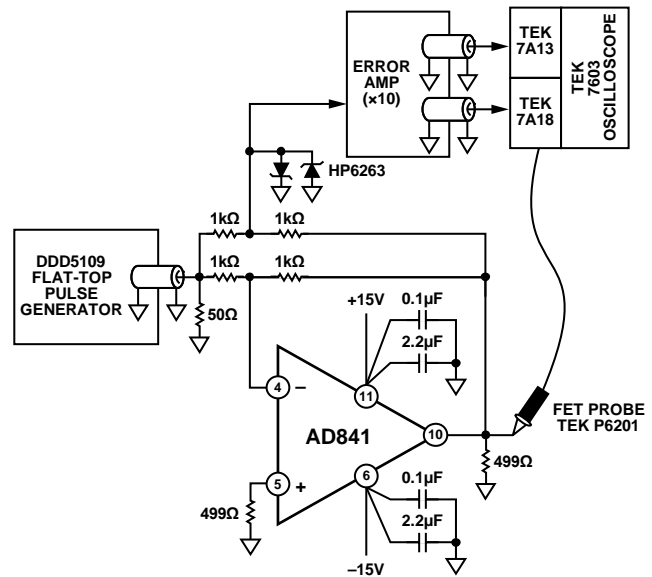 TEK
7A13
TEK
7A18
TEK
7603
OSCILLOSCOPE
ERROR
AMP
(×10)
HP6263
1kΩ
1kΩ
1kΩ
1kΩ
DDD5109
FLAT-TOP
PULSE
GENERATOR
50Ω
+15V
0.1µF
2.2µF
4
–
11
AD841
10
FET PROBE
TEK P6201
5
+
6
499Ω
499Ω
0.1µF
2.2µF
–15V